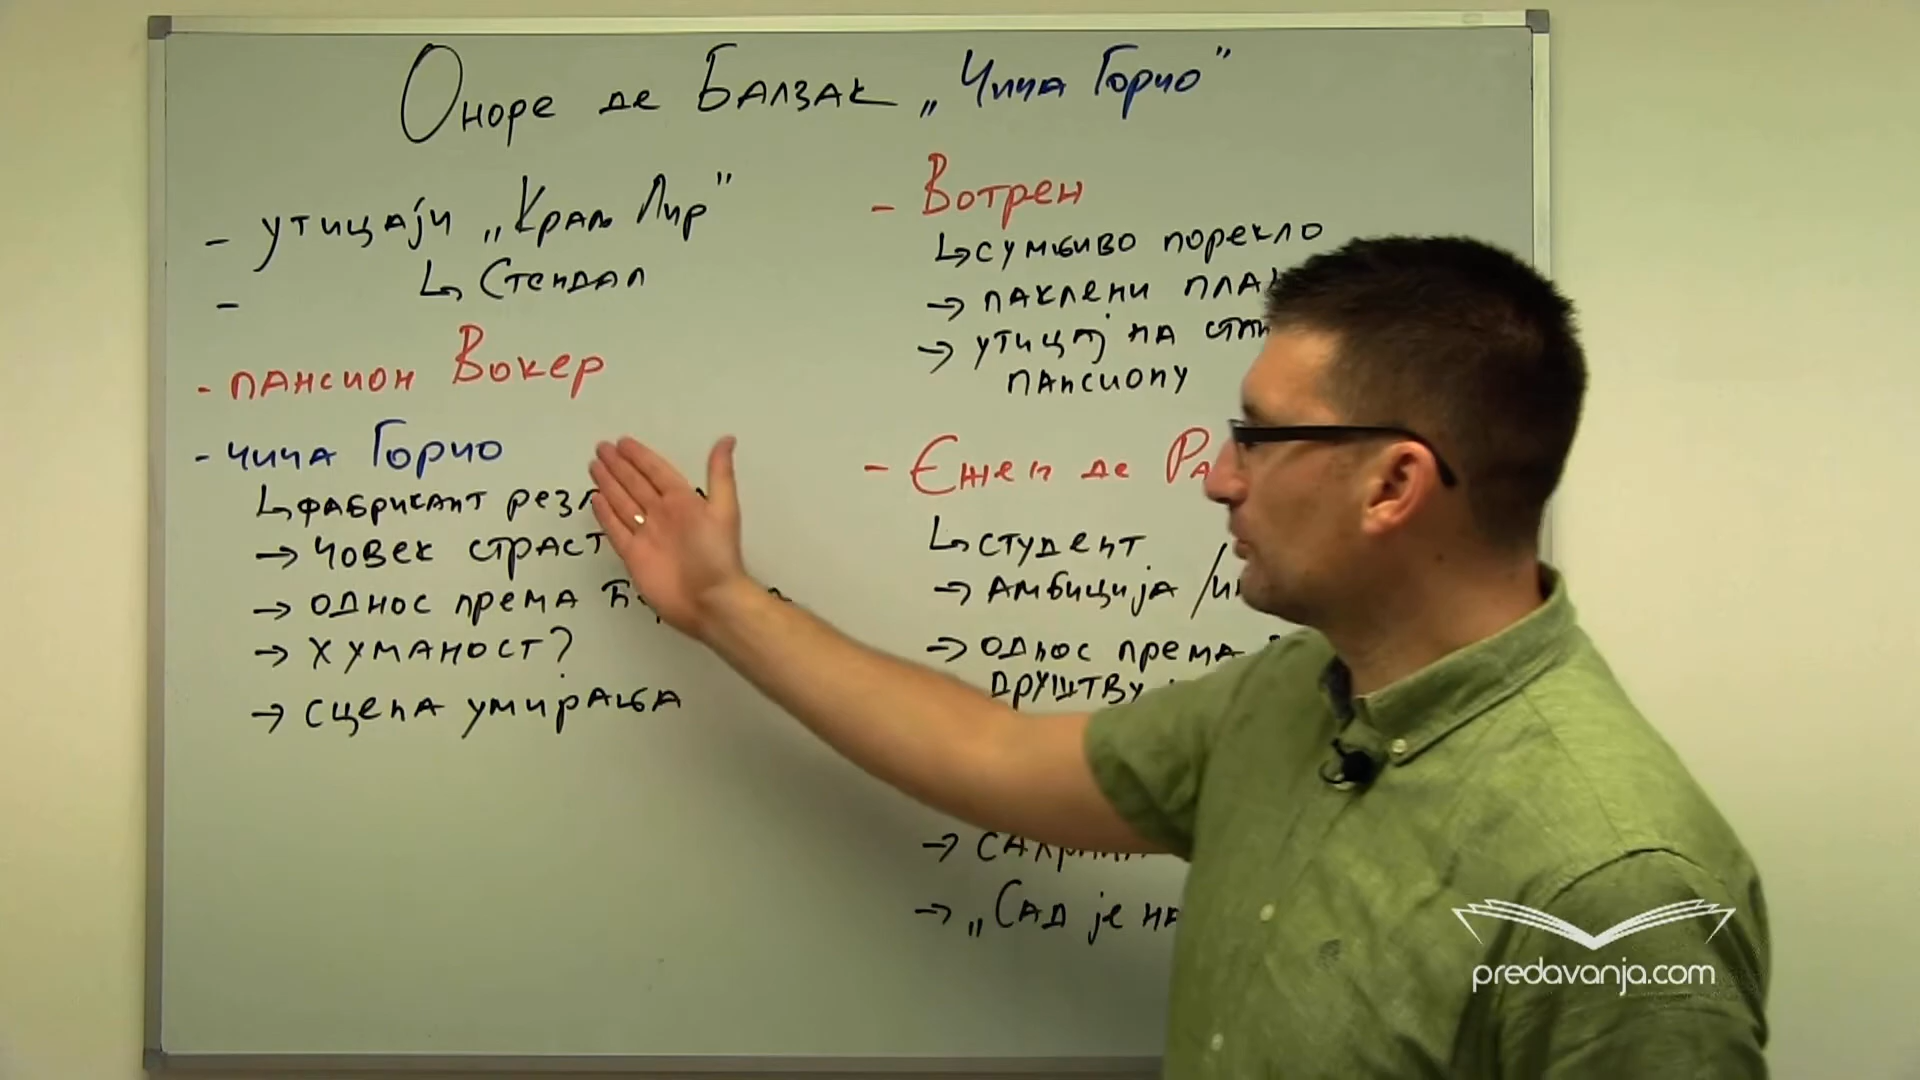 Оноре де Балзак „Чича Горио”
- утицаји „Краљ Лир”
↳ Стендал
-
- пансион Вокер
- чича Горио
↳ фабрикант
→ човек
→ однос према
→ хуманост?
→ сцена умирања
- Вотрен
↳ сумњиво порекло
→ паклени
→ утицај на
пансиону
- Ежен де
↳ студент
→ амбиција /
→ однос према
друштву
→ „Сад је
predavanja.com